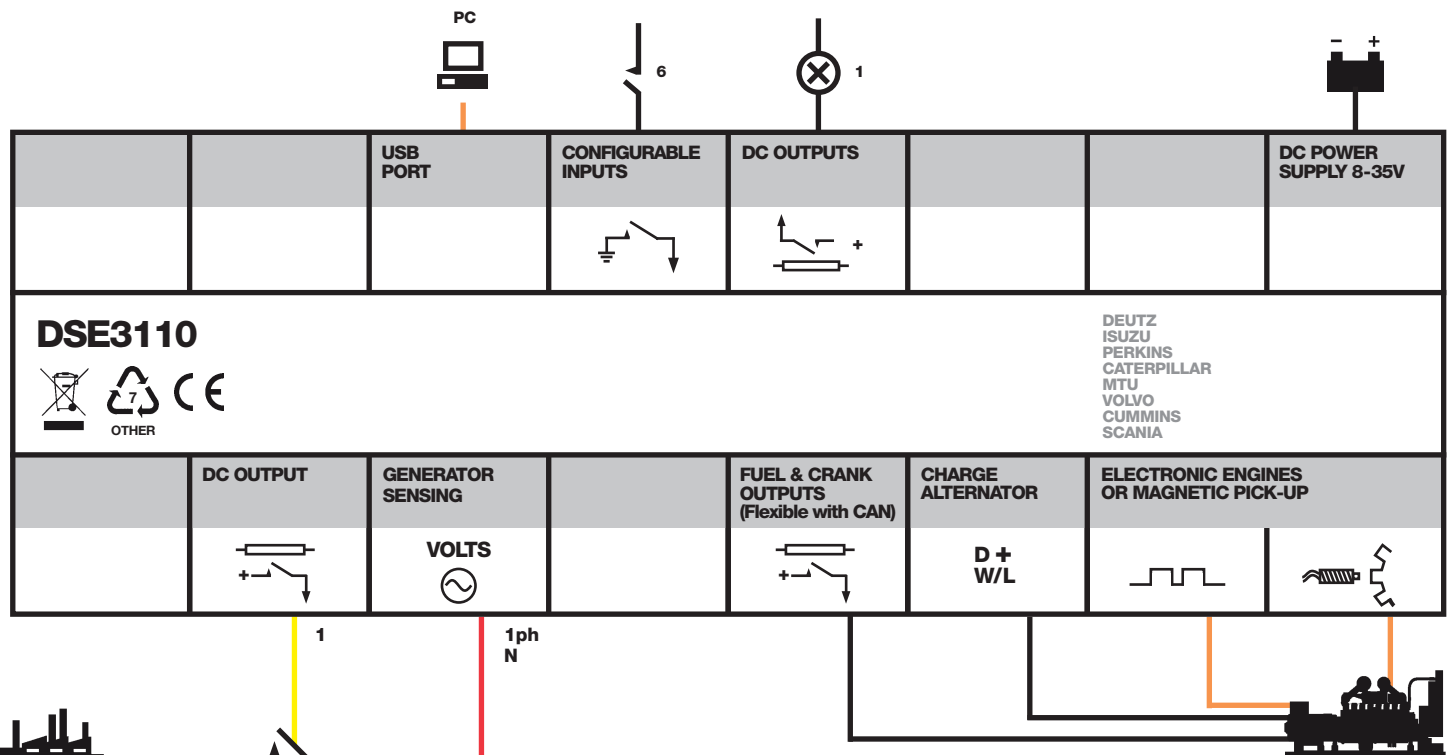 PC
6
1
- +
USB
PORT
CONFIGURABLE
INPUTS
DC OUTPUTS
DC POWER
SUPPLY 8-35V
+
DSE3110
7
OTHER
DEUTZ
ISUZU
PERKINS
CATERPILLAR
MTU
VOLVO
CUMMINS
SCANIA
DC OUTPUT
GENERATOR
SENSING
FUEL & CRANK
OUTPUTS
(Flexible with CAN)
CHARGE
ALTERNATOR
ELECTRONIC ENGINES
OR MAGNETIC PICK-UP
+
VOLTS
+
D +
W/L
1
1ph
N